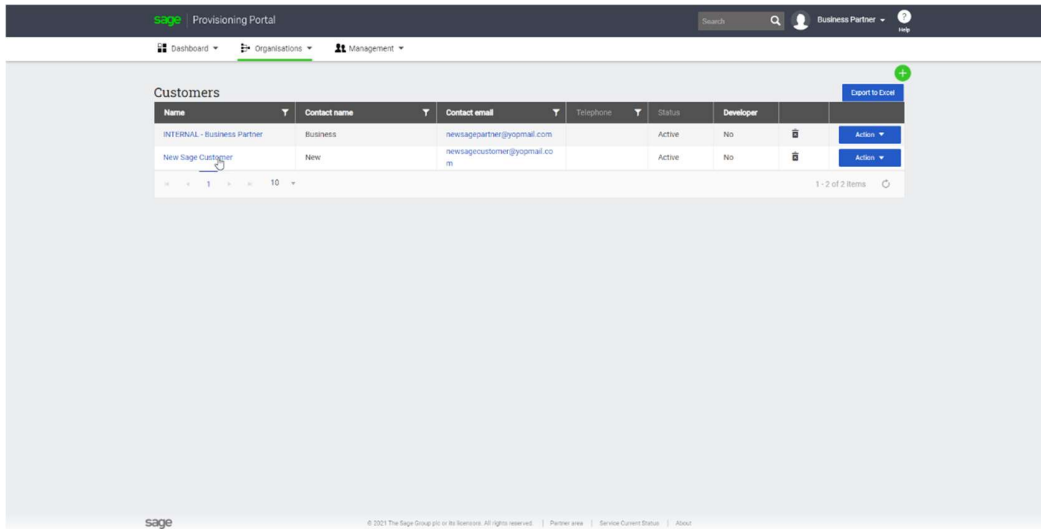 sage Provisioning Portal Search Business Partner ? Help
Dashboard Organisations Management
+
Customers Export to Excel
Name Contact name Contact email Telephone Status Developer
INTERNAL - Business Partner Business newsagepartner@yopmail.com Active No Action
New Sage Customer New newsagecustomer@yopmail.co
m Active No Action
1 10 1 - 2 of 2 items
sage © 2021 The Sage Group plc or its licensors. All rights reserved. | Partner area | Service Current Status | About